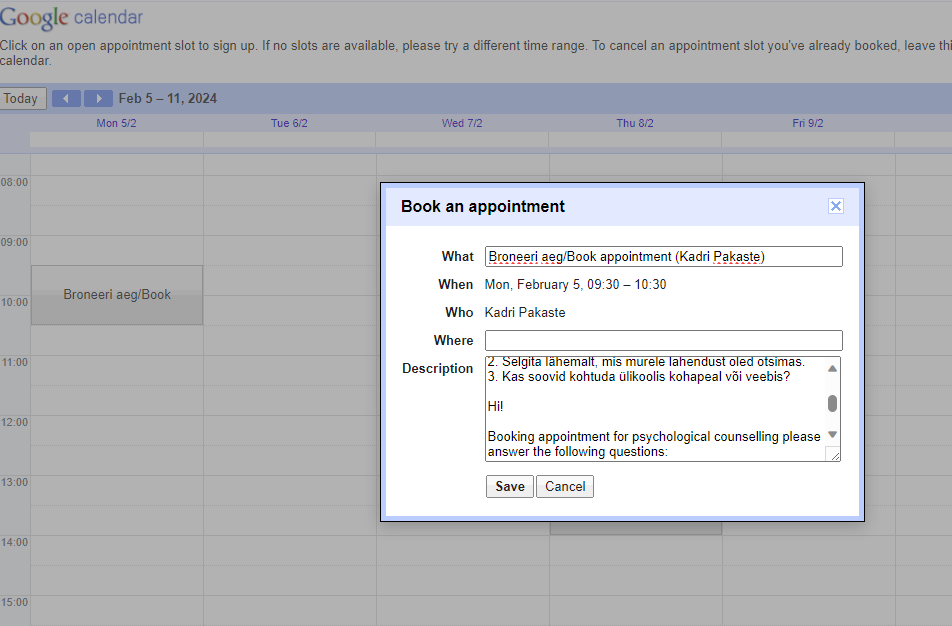 Google calendar
Click on an open appointment slot to sign up. If no slots are available, please try a different time range. To cancel an appointment slot you've already booked, leave thi
calendar.
Today
Feb 5 – 11, 2024
Mon 5/2
Tue 6/2
Wed 7/2
Thu 8/2
Fri 9/2
08:00
09:00
10:00
11:00
12:00
13:00
14:00
15:00
Broneeri aeg/Book
Book an appointment
What
Broneeri aeg/Book appointment (Kadri Pakaste)
When
Mon, February 5, 09:30 – 10:30
Who
Kadri Pakaste
Where
Description
2. Selgita lähemalt, mis murele lahendust oled otsimas.
3. Kas soovid kohtuda ülikoolis kohapeal või veebis?
Hi!
Booking appointment for psychological counselling please
answer the following questions:
Save
Cancel